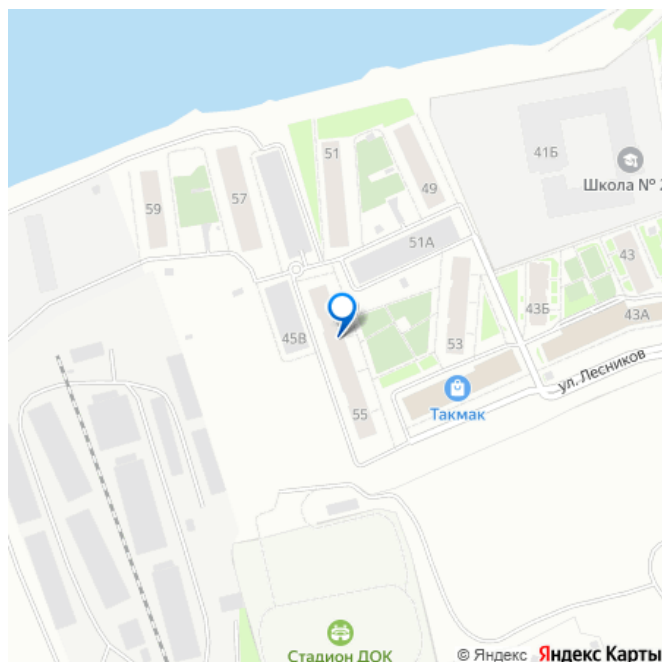 51
41Б
Школа № 2
59
57
49
51А
43
43Б
43А
45В
53
ул. Лесников
55
Такмак
Стадион ДОК
© Яндекс Яндекс Карты